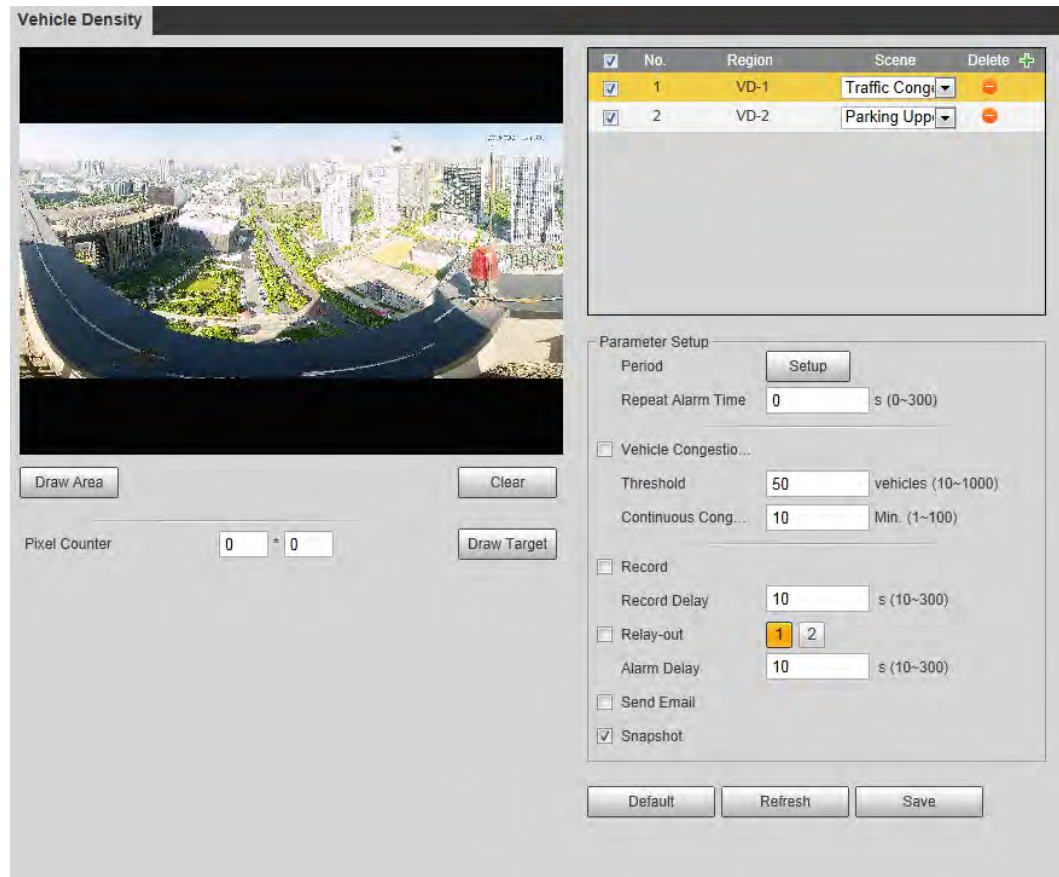 Vehicle Density
No. Region Scene Delete
1 VD-1 Traffic Cong
2 VD-2 Parking Upp
Draw Area Clear
Pixel Counter 0 * 0 Draw Target
Parameter Setup
Period Setup
Repeat Alarm Time 0 s (0~300)
Vehicle Congestio...
Threshold 50 vehicles (10~1000)
Continuous Cong... 10 Min. (1~100)
Record
Record Delay 10 s (10~300)
Relay-out 1 2
Alarm Delay 10 s (10~300)
Send Email
Snapshot
Default Refresh Save